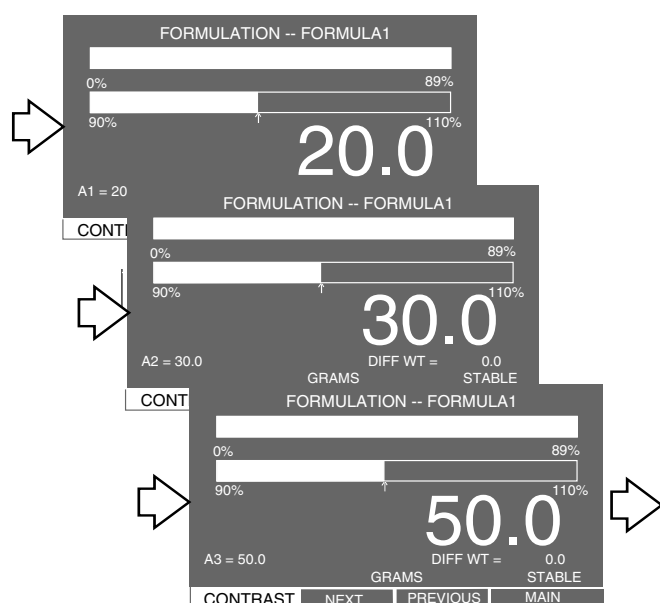 FORMULATION -- FORMULA1
0% 89%
90% 110%
20.0
A1 = 20
CONT
FORMULATION -- FORMULA1
0% 89%
90% 110%
30.0
A2 = 30.0 DIFF WT = 0.0
GRAMS STABLE
CONT
FORMULATION -- FORMULA1
0% 89%
90% 110%
50.0
A3 = 50.0 DIFF WT = 0.0
GRAMS STABLE
CONTRAST NEXT PREVIOUS MAIN